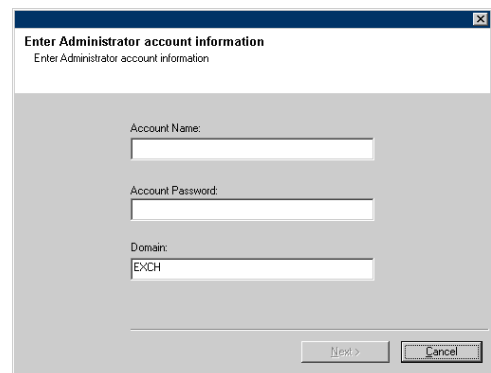 Enter Administrator account information
Enter Administrator account information
Account Name:
Account Password:
Domain:
EXCH
Next >
Cancel